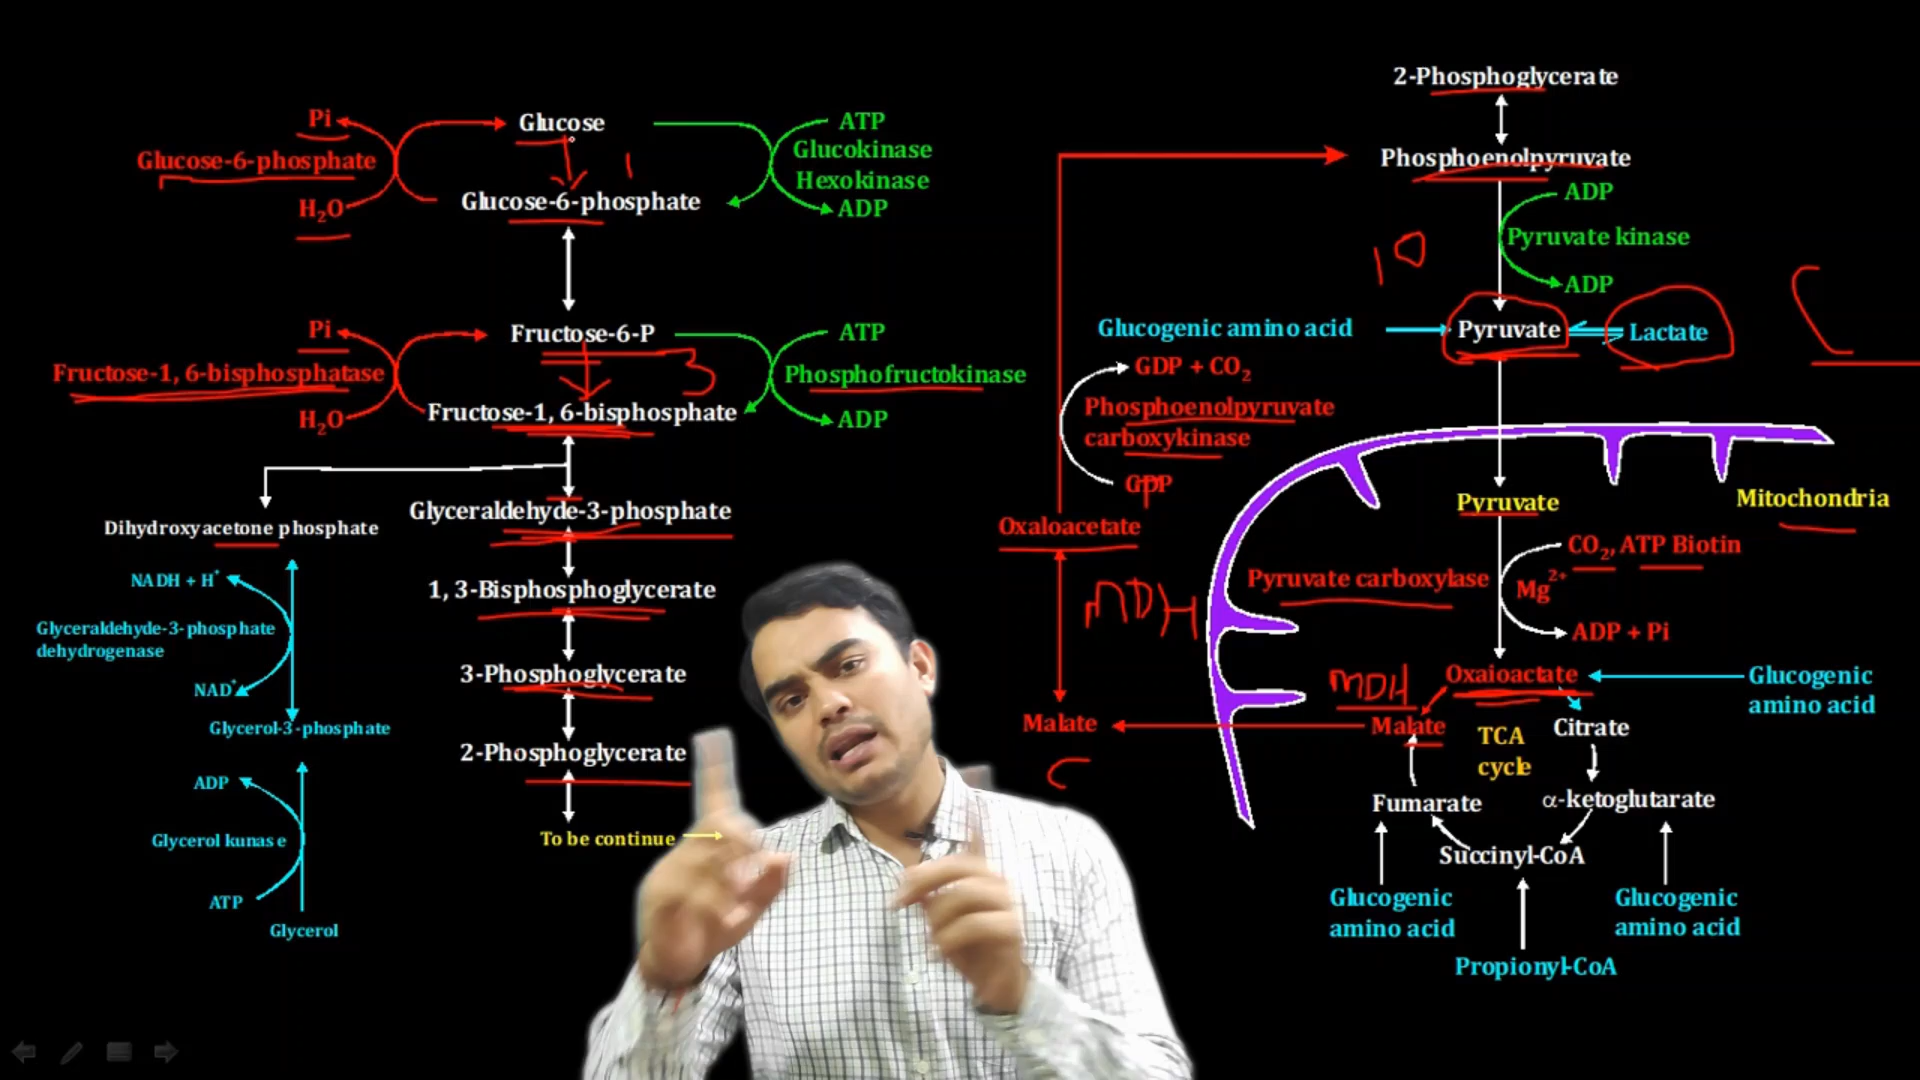 Pi
Glucose
ATP
Glucokinase
Hexokinase
ADP
Glucose-6-phosphate
H2O
Glucose-6-phosphate
1
Pi
Fructose-6-P
ATP
3
Fructose-1, 6-bisphosphatase
Phosphofructokinase
H2O
Fructose-1, 6-bisphosphate
ADP
Glyceraldehyde-3-phosphate
Dihydroxyacetone phosphate
NADH + H+
1, 3-Bisphosphoglycerate
Glyceraldehyde-3-phosphate
dehydrogenase
3-Phosphoglycerate
NAD+
Glycerol-3-phosphate
2-Phosphoglycerate
ADP
To be continue
Glycerol kunase
ATP
Glycerol
2-Phosphoglycerate
Phosphoenolpyruvate
ADP
Pyruvate kinase
10
ADP
Glucogenic amino acid
Pyruvate
Lactate
GDP + CO2
Phosphoenolpyruvate
carboxykinase
Pyruvate
Mitochondria
Oxaloacetate
CO2, ATP Biotin
Pyruvate carboxylase
Mg2+
MDH
ADP + Pi
MDH
Oxaioactate
Glucogenic
amino acid
Malate
Malate
TCA
cycle
Citrate
Fumarate
α-ketoglutarate
Succinyl-CoA
Glucogenic
amino acid
Glucogenic
amino acid
Propionyl-CoA